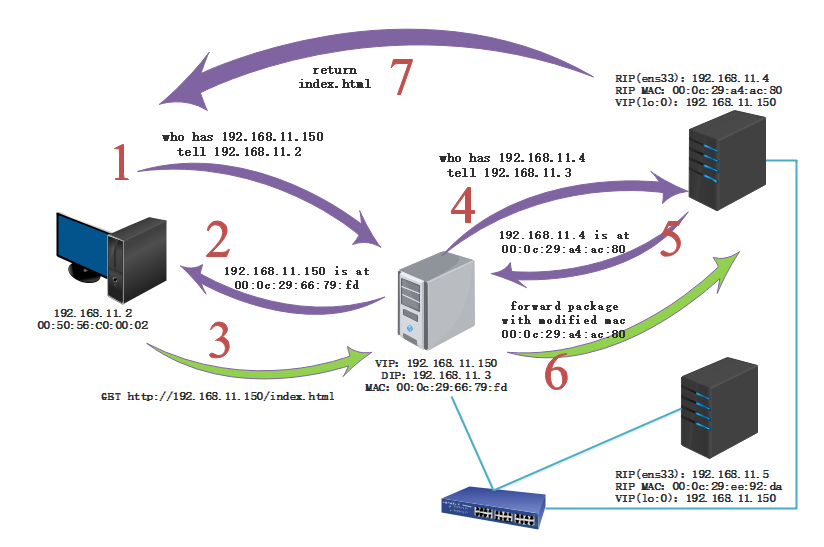 7
return
index.html
RIP(ens33): 192.168.11.4
RIP MAC: 00:0c:29:a4:ac:80
VIP(lo:0): 192.168.11.150
1
who has 192.168.11.150
tell 192.168.11.2
who has 192.168.11.4
tell 192.168.11.3
4
2
192.168.11.150 is at
00:0c:29:66:79:fd
192.168.11.4 is at
00:0c:29:a4:ac:80
5
192.168.11.2
00:50:56:C0:00:02
3
forward package
with modified mac
00:0c:29:a4:ac:80
6
VIP: 192.168.11.150
DIP: 192.168.11.3
MAC: 00:0c:29:66:79:fd
GET http://192.168.11.150/index.html
RIP(ens33): 192.168.11.5
RIP MAC: 00:0c:29:ee:92:da
VIP(lo:0): 192.168.11.150